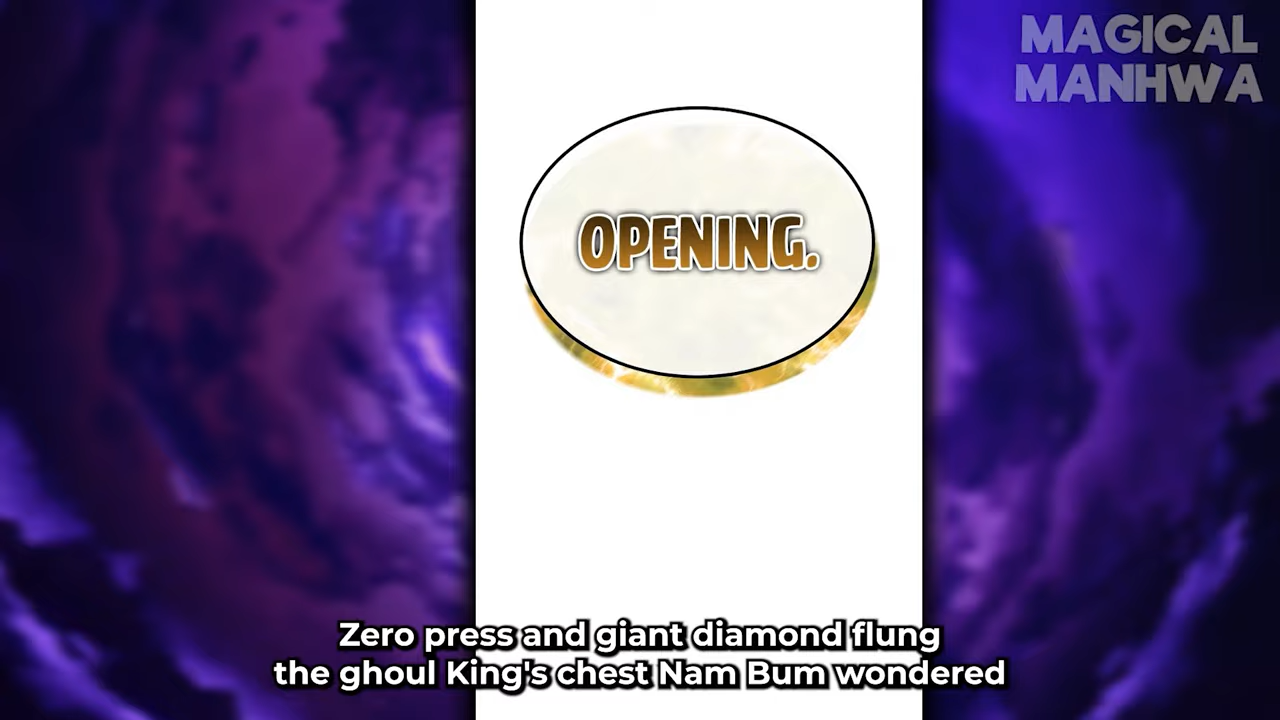 MAGICAL
MANHWA
OPENING.
Zero press and giant diamond flung
the ghoul King's chest Nam Bum wondered